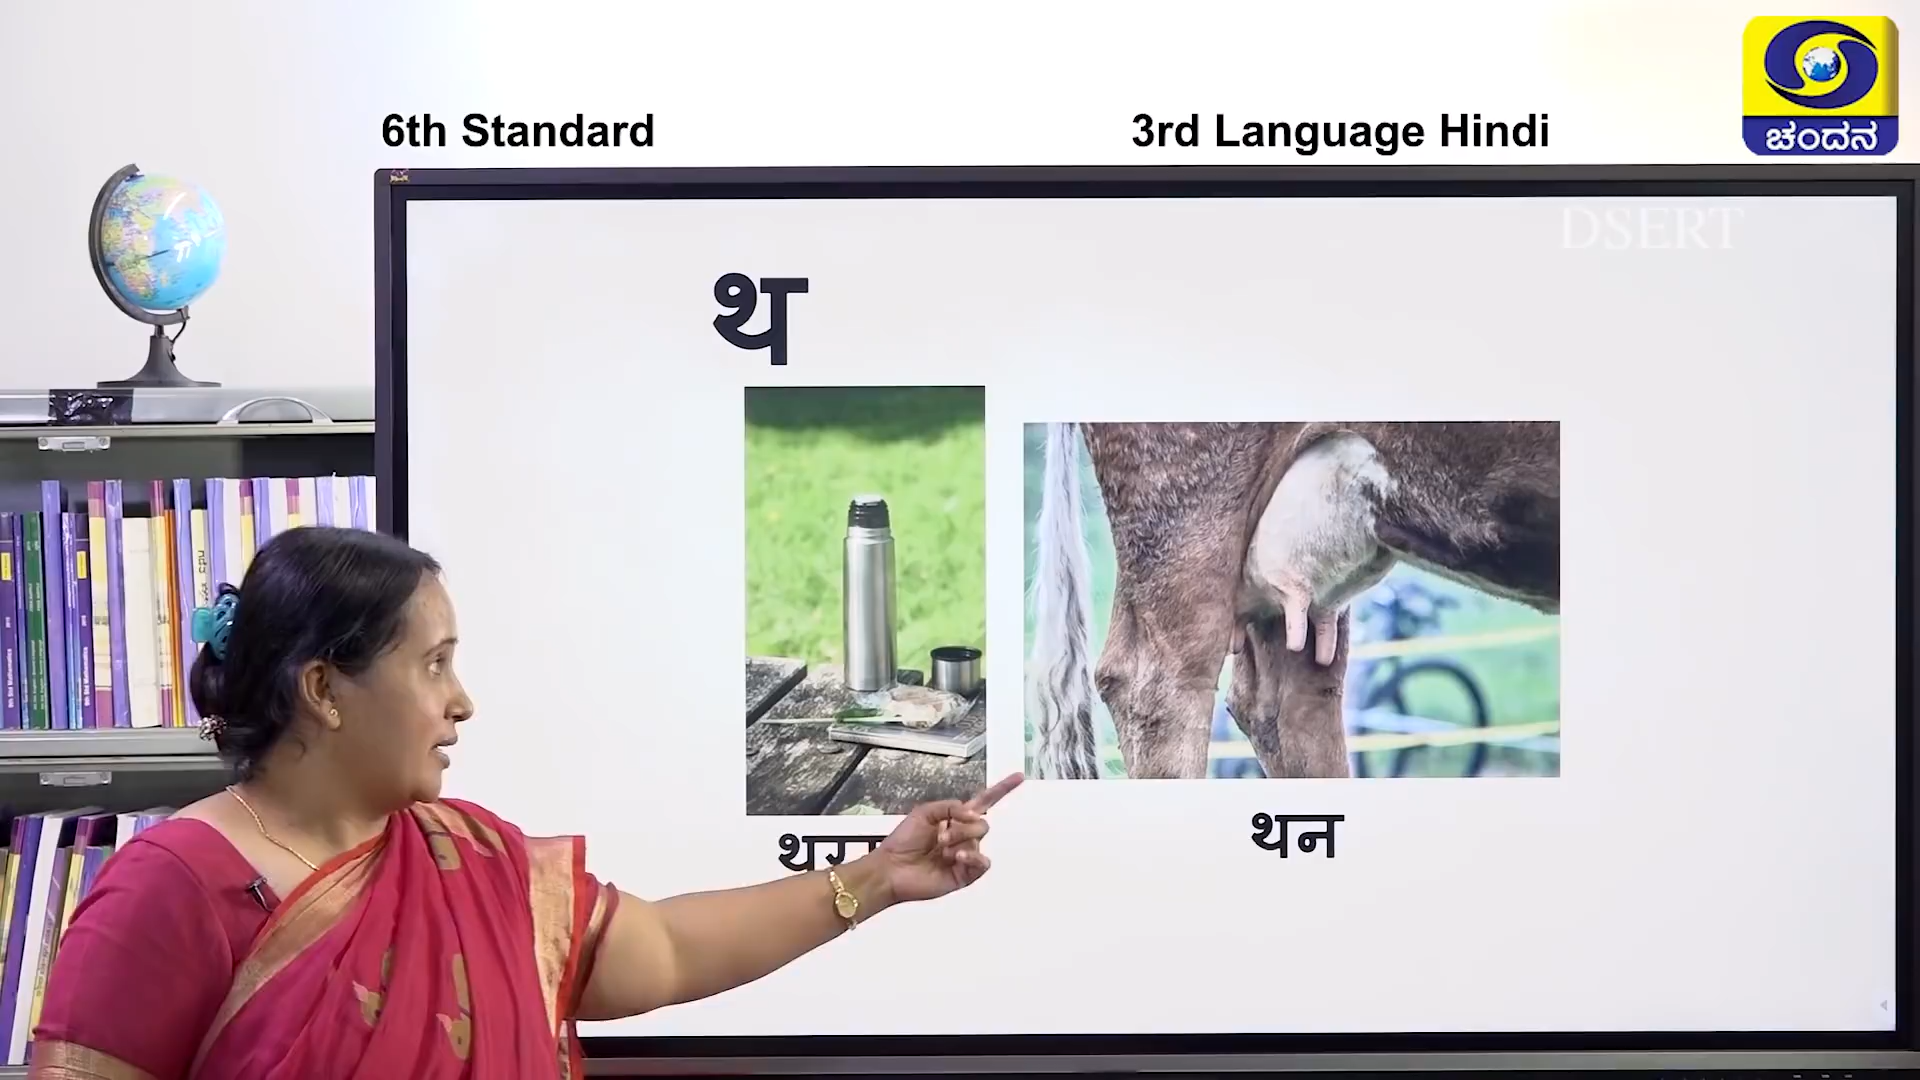 6th Standard
3rd Language Hindi
ಚಂದನ
DSERT
थ
थन